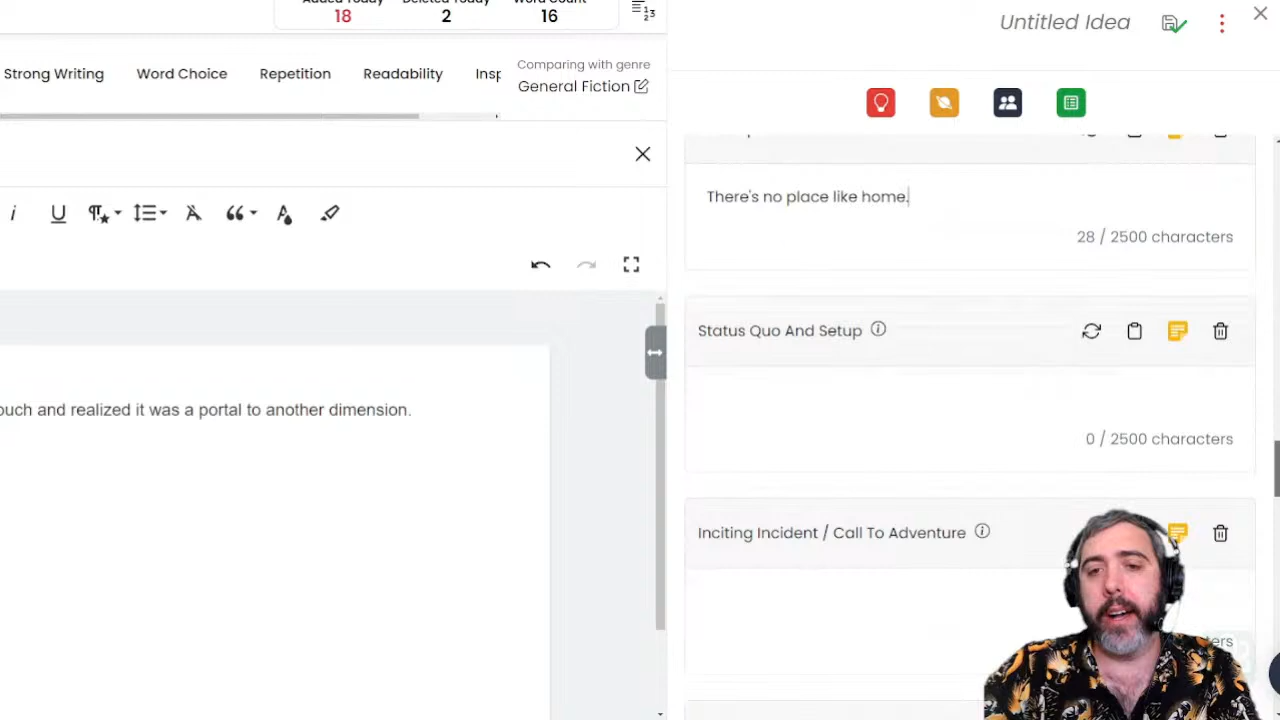 Added Today
Deleted Today
Word Count
18
2
16
Untitled Idea
Strong Writing
Word Choice
Repetition
Readability
Insp
Comparing with genre
General Fiction
There's no place like home.
28 / 2500 characters
Status Quo And Setup
0 / 2500 characters
ouch and realized it was a portal to another dimension.
Inciting Incident / Call To Adventure
ters